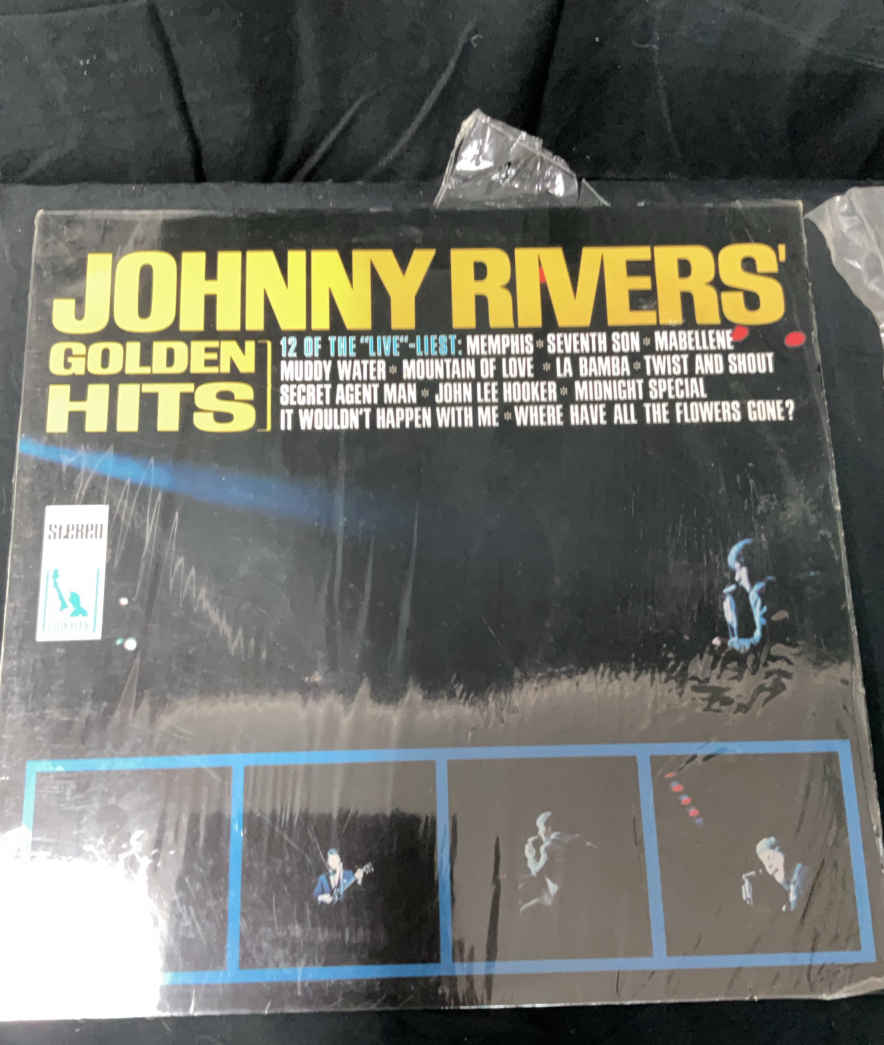 JOHNNY RIVERS'
GOLDEN
HITS
12 OF THE "LIVE"-LIEST: MEMPHIS * SEVENTH SON * MABELLENE
MUDDY WATER * MOUNTAIN OF LOVE * LA BAMBA * TWIST AND SHOUT
SECRET AGENT MAN * JOHN LEE HOOKER * MIDNIGHT SPECIAL
IT WOULDN'T HAPPEN WITH ME * WHERE HAVE ALL THE FLOWERS GONE?
STEREO
LIBERTY